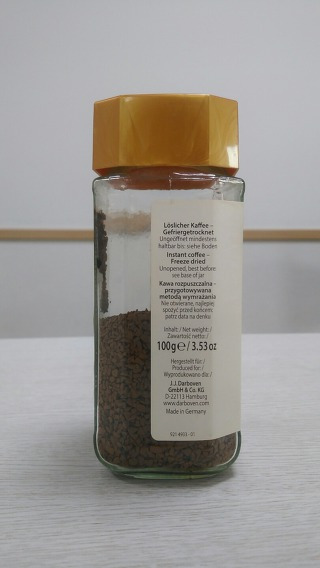 Löslicher Kaffee –
Gefriergetrocknet
Ungeöffnet mindestens
haltbar bis: siehe Boden
Instant coffee –
Freeze dried
Unopened, best before:
see base of jar
Kawa rozpuszczalna –
przygotowywana
metodą wymrażania
Nie otwierane, najlepiej
spożyć przed końcem:
patrz data na denku
Inhalt:/ Net weight:/
Zawartość netto:/
100g℮/ 3.53 oz
Hergestellt für:/
Produced for:/
Wyprodukowano dla:/
J.J.Darboven
GmbH & Co. KG
D-22113 Hamburg
www.darboven.com
Made in Germany